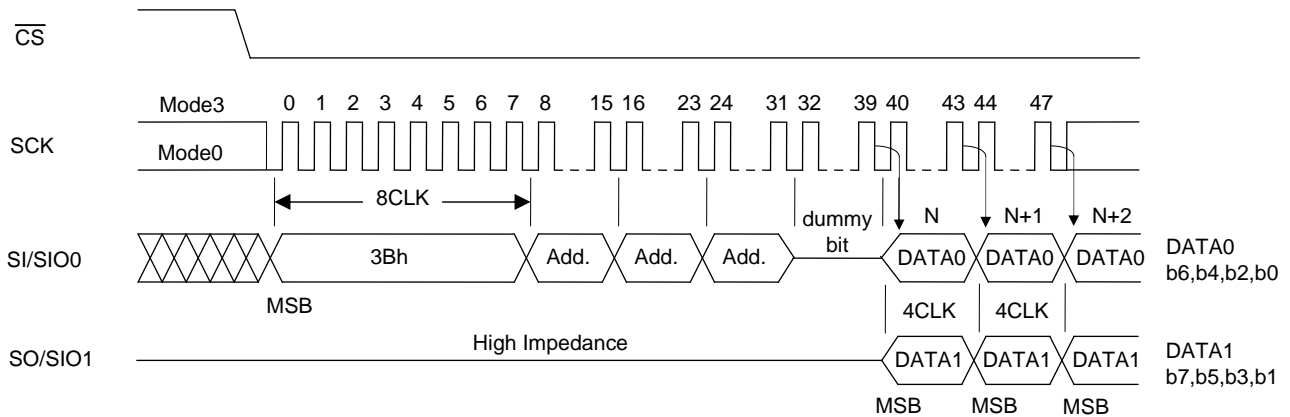 CS
Mode3 0 1 2 3 4 5 6 7 8 15 16 23 24 31 32 39 40 43 44 47
SCK
Mode0
8CLK
dummy
bit
N N+1 N+2
SI/SIO0 3Bh Add. Add. Add. DATA0 DATA0 DATA0
DATA0
b6,b4,b2,b0
MSB
4CLK 4CLK
High Impedance
SO/SIO1 DATA1 DATA1 DATA1
DATA1
b7,b5,b3,b1
MSB MSB MSB